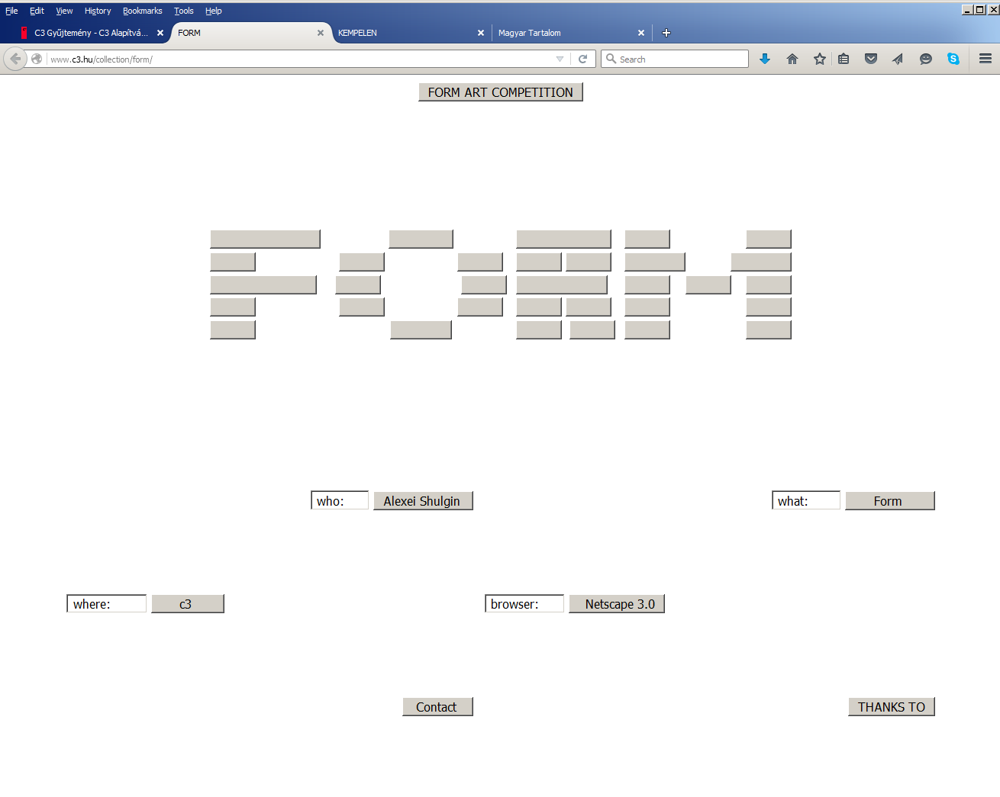 File Edit View History Bookmarks Tools Help
C3 Gyűjtemény - C3 Alapítvá... FORM KEMPELEN Magyar Tartalom
www.c3.hu/collection/form/ Search
FORM ART COMPETITION
FORM
who: Alexei Shulgin what: Form
where: c3 browser: Netscape 3.0
Contact THANKS TO